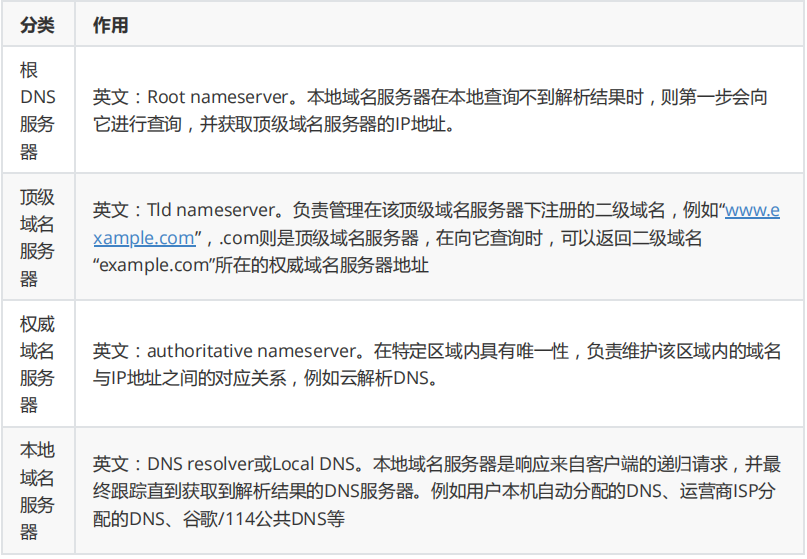 分类
作用
根
DNS
服务
器
英文：Root nameserver。本地域名服务器在本地查询不到解析结果时，则第一步会向
它进行查询，并获取顶级域名服务器的IP地址。
顶级
域名
服务
器
英文：Tld nameserver。负责管理在该顶级域名服务器下注册的二级域名，例如“www.e
xample.com”，.com则是顶级域名服务器，在向它查询时，可以返回二级域名
“example.com”所在的权威域名服务器地址
权威
域名
服务
器
英文：authoritative nameserver。在特定区域内具有唯一性，负责维护该区域内的域名
与IP地址之间的对应关系，例如云解析DNS。
本地
域名
服务
器
英文：DNS resolver或Local DNS。本地域名服务器是响应来自客户端的递归请求，并最
终跟踪直到获取到解析结果的DNS服务器。例如用户本机自动分配的DNS、运营商ISP分
配的DNS、谷歌/114公共DNS等